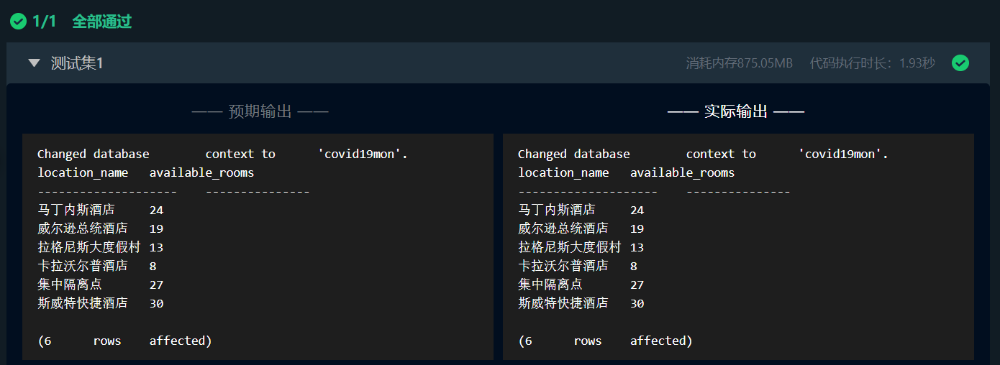 1/1 全部通过
测试集1 消耗内存875.05MB 代码执行时长：1.93秒
—— 预期输出 ——
Changed database context to 'covid19mon'.
location_name available_rooms
-------------------- ---------------
马丁内斯酒店 24
威尔逊总统酒店 19
拉格尼斯大度假村 13
卡拉沃尔普酒店 8
集中隔离点 27
斯威特快捷酒店 30
(6 rows affected)
—— 实际输出 ——
Changed database context to 'covid19mon'.
location_name available_rooms
-------------------- ---------------
马丁内斯酒店 24
威尔逊总统酒店 19
拉格尼斯大度假村 13
卡拉沃尔普酒店 8
集中隔离点 27
斯威特快捷酒店 30
(6 rows affected)